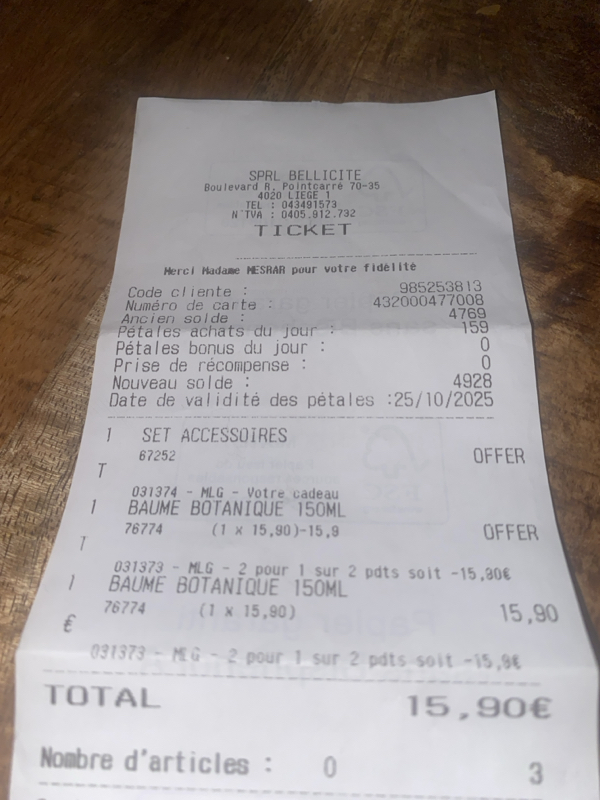 SPRL BELLICITE
Boulevard R. Pointcarré 70-35
4020 LIEGE 1
TEL : 043491573
N°TVA : 0405.912.732
TICKET
Merci Madame MESRAR pour votre fidélité
Code cliente : 985253813
Numéro de carte : 432000477008
Ancien solde : 4769
Pétales achats du jour : 159
Pétales bonus du jour : 0
Prise de récompense : 0
Nouveau solde : 4928
Date de validité des pétales :25/10/2025
1 SET ACCESSOIRES
67252 OFFER
T
031374 - MLG - Votre cadeau
1 BAUME BOTANIQUE 150ML
76774 (1 x 15,90)-15,9 OFFER
T
031373 - MLG - 2 pour 1 sur 2 pdts soit -15,90€
1 BAUME BOTANIQUE 150ML
76774 (1 x 15,90) 15,90
€
031373 - MLG - 2 pour 1 sur 2 pdts soit -15,9€
TOTAL 15,90€
Nombre d'articles : 0 3